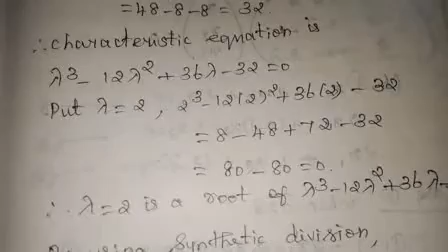 =48-8-8 = 32
∴ characteristic equation is
λ³ - 12λ² + 36λ - 32 = 0
Put λ = 2, 2³ - 12(2)² + 36(2) - 32
= 8 - 48 + 72 - 32
= 80 - 80 = 0.
∴ λ = 2 is a root of λ³ - 12λ² + 36λ -
synthetic division